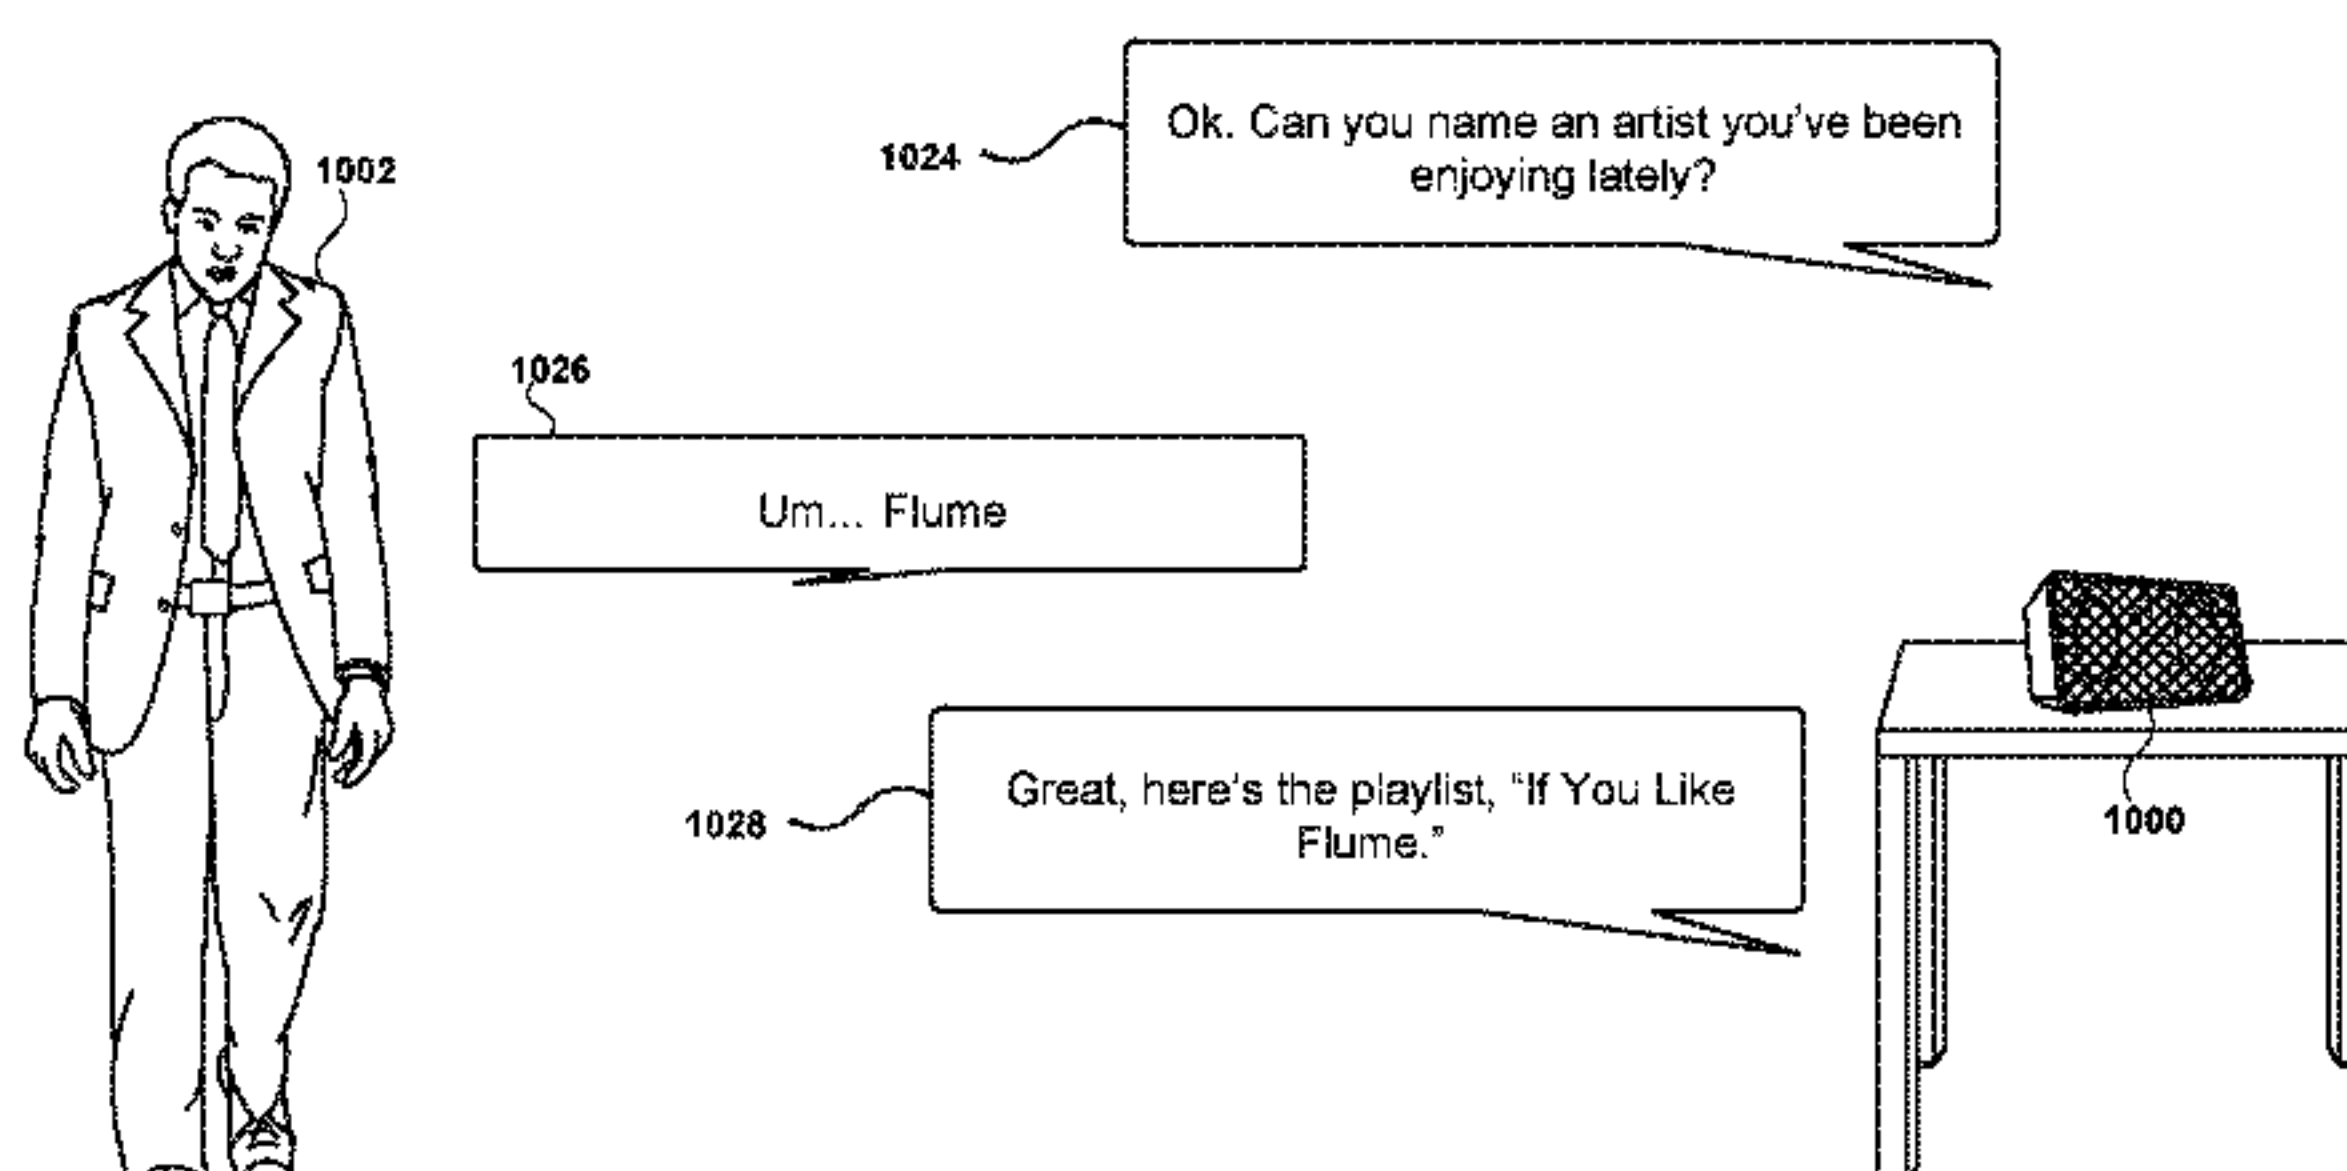 Ok. Can you name an artist you've been
enjoying lately?
1024
1002
1026
Um... Flume
Great, here's the playlist, “If You Like
Flume.”
1028
1000